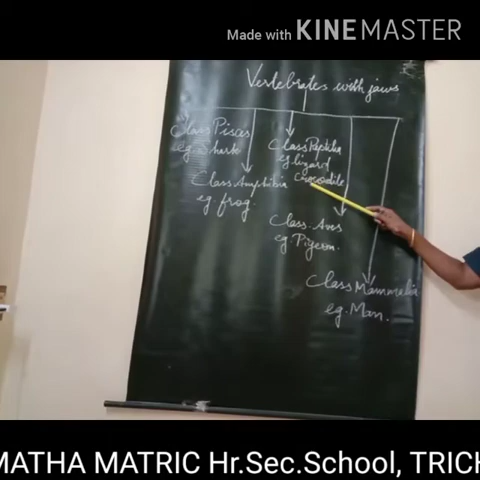 Made with KINEMASTER
Vertebrates with jaws
Class Pisces
eg. Shark
Class Reptilia
eg. lizard
Crocodile
Class Amphibia
eg. frog.
Class. Aves
eg. Pigeon.
Class Mammalia
eg. Man.
MATHA MATRIC Hr.Sec.School, TRICH